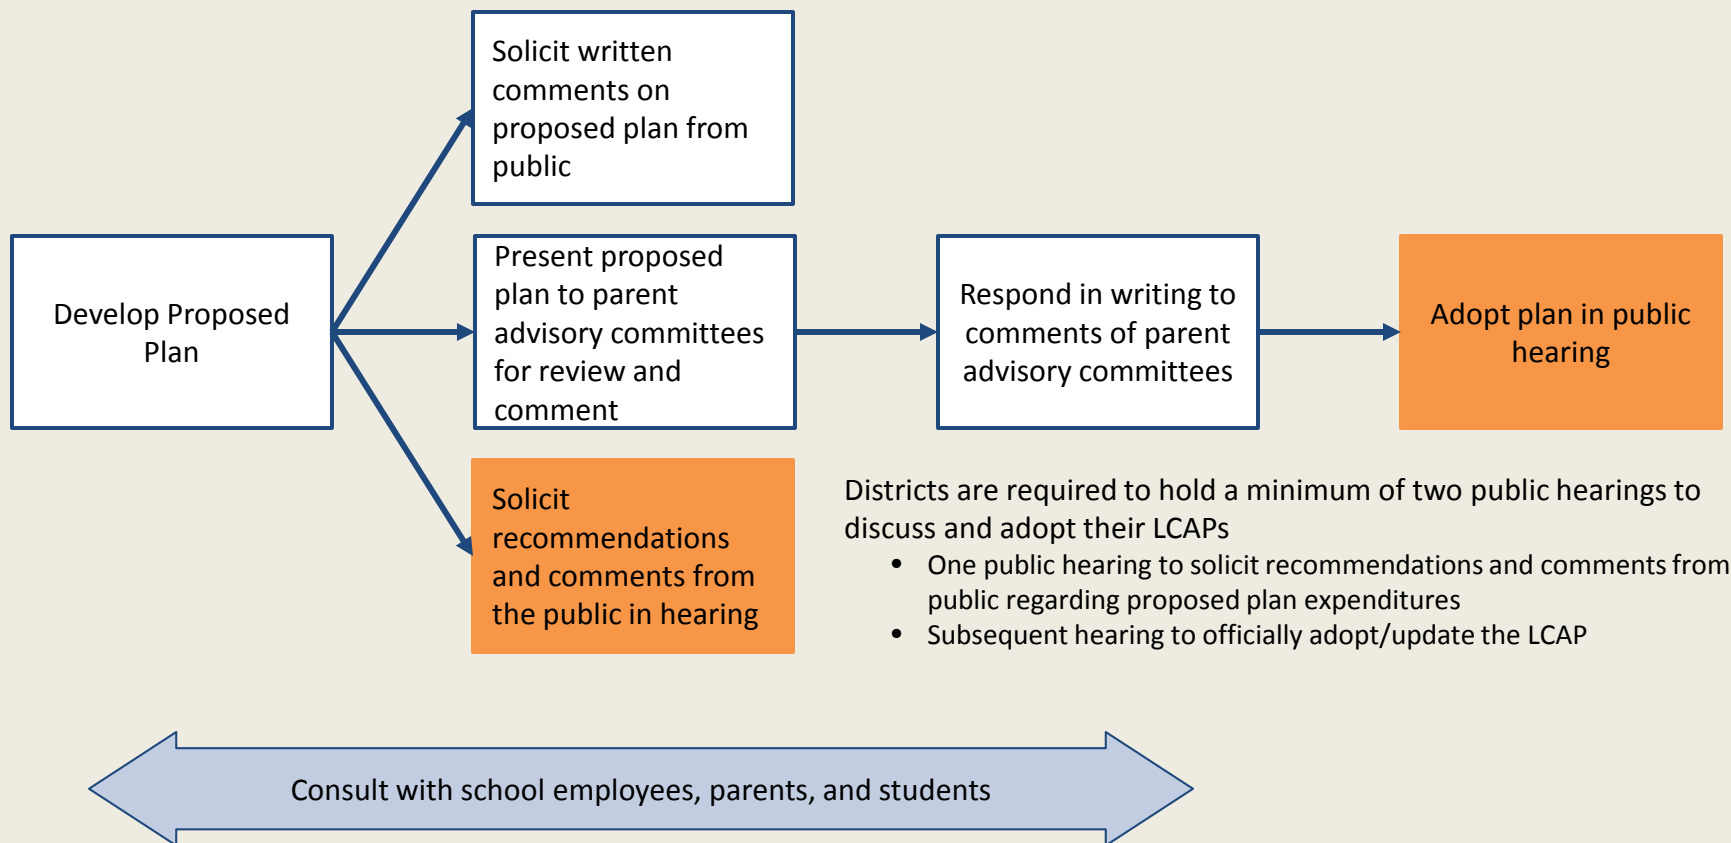 Solicit written
comments on
proposed plan from
public
Develop Proposed
Plan
Present proposed
plan to parent
advisory committees
for review and
comment
Respond in writing to
comments of parent
advisory committees
Adopt plan in public
hearing
Solicit
recommendations
and comments from
the public in hearing
Districts are required to hold a minimum of two public hearings to
discuss and adopt their LCAPs
• One public hearing to solicit recommendations and comments from
public regarding proposed plan expenditures
• Subsequent hearing to officially adopt/update the LCAP
Consult with school employees, parents, and students